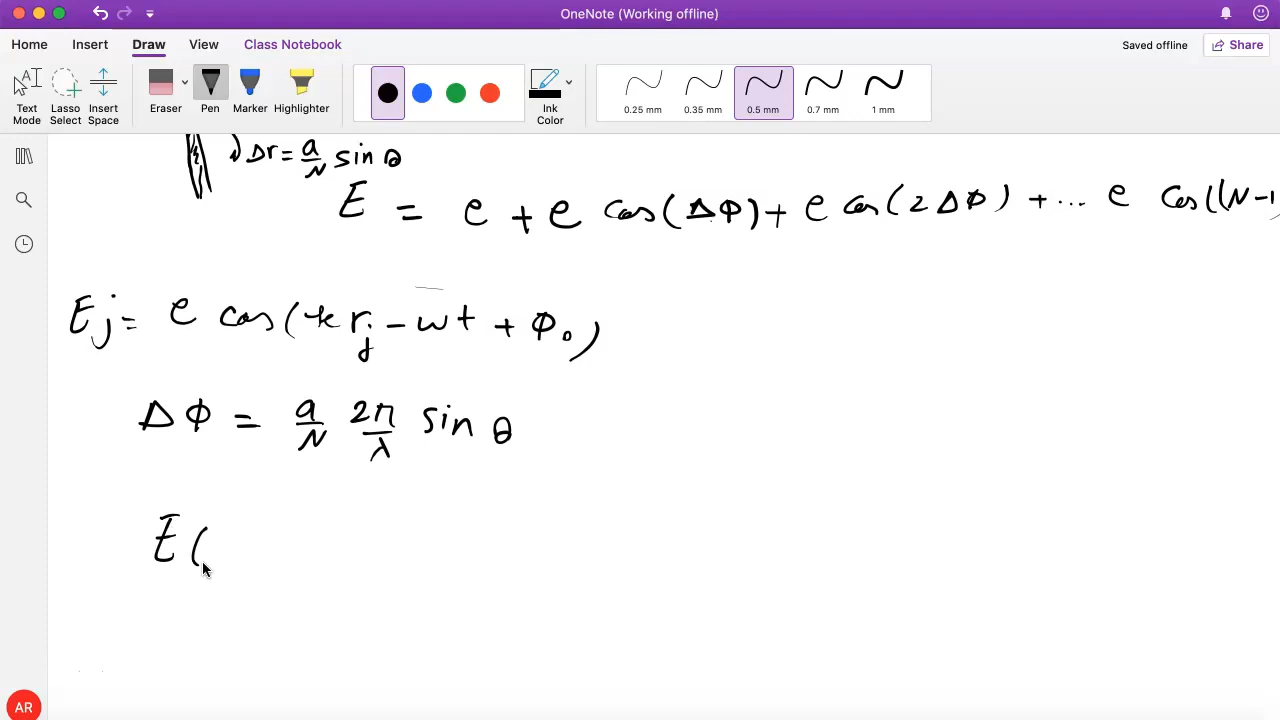 OneNote (Working offline)
Home Insert Draw View Class Notebook
Saved offline Share
Text Mode Lasso Select Insert Space Eraser Pen Marker Highlighter Ink Color 0.25 mm 0.35 mm 0.5 mm 0.7 mm 1 mm
Δr = a/N sin θ
E = e + e cos(ΔΦ) + e cos(2ΔΦ) + ... e cos((N-1)
Ej = e cos(k rj - ωt + Φ₀)
ΔΦ = a/N 2π/λ sin θ
E(
AR